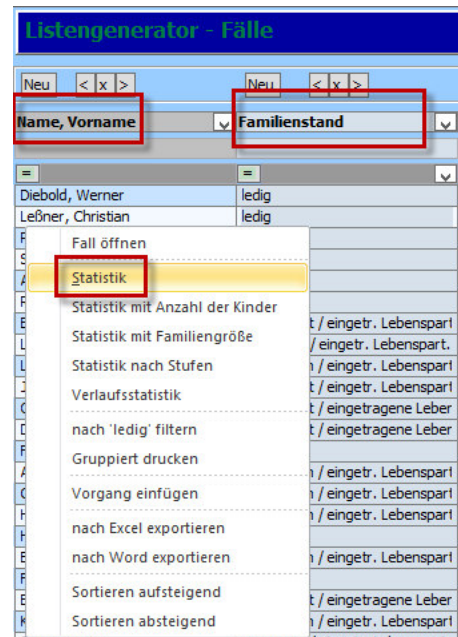 Listengenerator - Fälle
Neu < x > Neu < x >
Name, Vorname Familienstand
= =
Diebold, Werner ledig
Leßner, Christian ledig
Fall öffnen
Statistik
Statistik mit Anzahl der Kinder
Statistik mit Familiengröße
t / eingetr. Lebenspart
Statistik nach Stufen
/ eingetr. Lebenspart.
n / eingetr. Lebenspart
Verlaufsstatistik
n / eingetr. Lebenspart
t / eingetragene Leber
nach 'ledig' filtern
t / eingetragene Leber
Gruppiert drucken
n / eingetr. Lebenspart
Vorgang einfügen
n / eingetr. Lebenspart
n / eingetr. Lebenspart
nach Excel exportieren
nach Word exportieren
n / eingetr. Lebenspart
Sortieren aufsteigend
t / eingetragene Leber
Sortieren absteigend
n / eingetr. Lebenspart